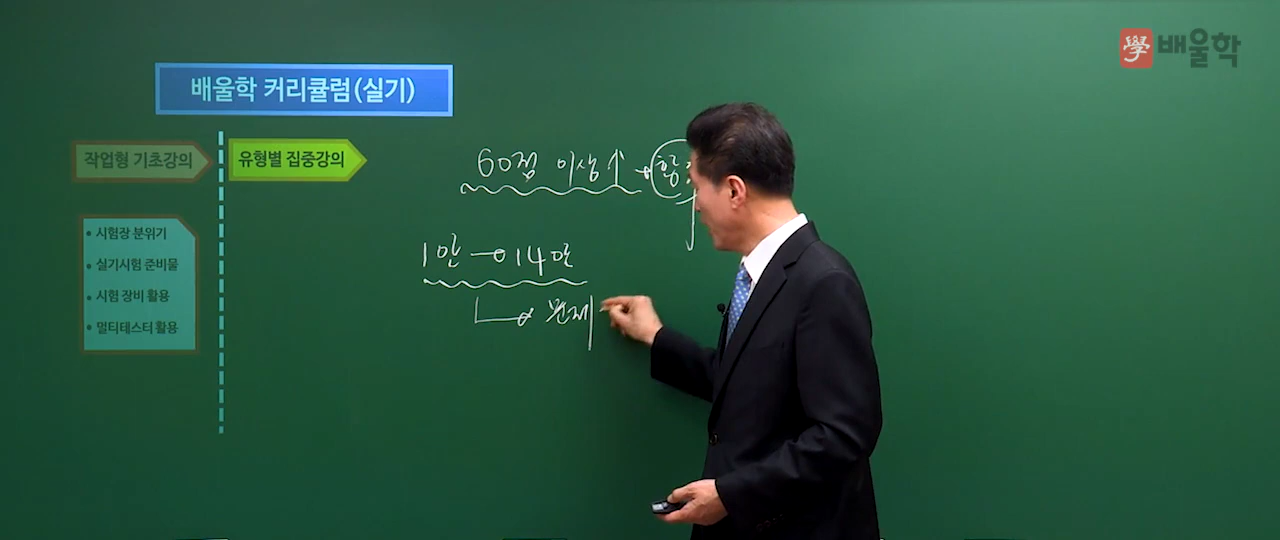 學 배울학
배울학 커리큘럼(실기)
작업형 기초강의
유형별 집중강의
60점 이상↑
• 시험장 분위기
• 실기시험 준비물
• 시험 장비 활용
• 멀티테스터 활용
1만 → 14만